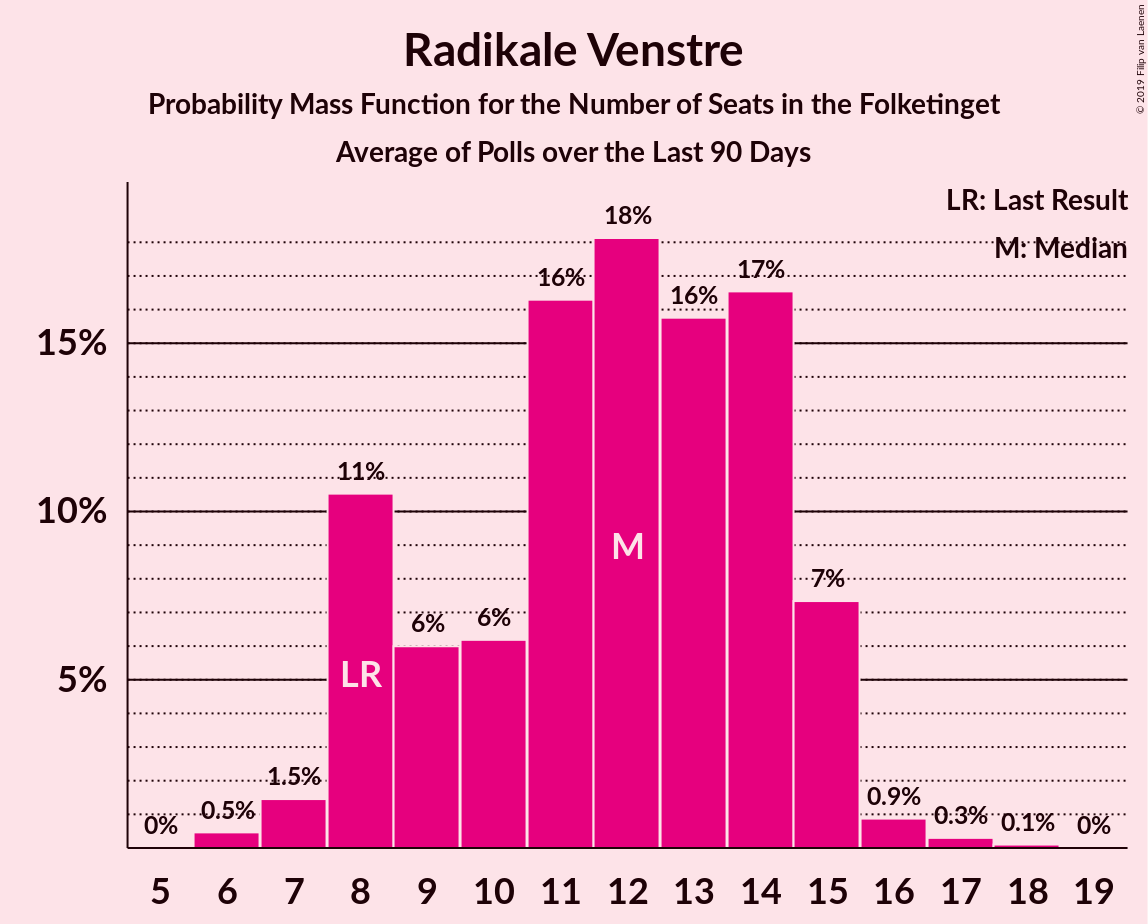 Radikale Venstre
Probability Mass Function for the Number of Seats in the Folketinget
Average of Polls over the Last 90 Days
© 2019 Filip van Laenen
LR: Last Result
M: Median
15%
10%
5%
0%
0.5%
1.5%
11%
6%
6%
16%
18%
16%
17%
7%
0.9%
0.3%
0.1%
0%
LR
M
5 6 7 8 9 10 11 12 13 14 15 16 17 18 19